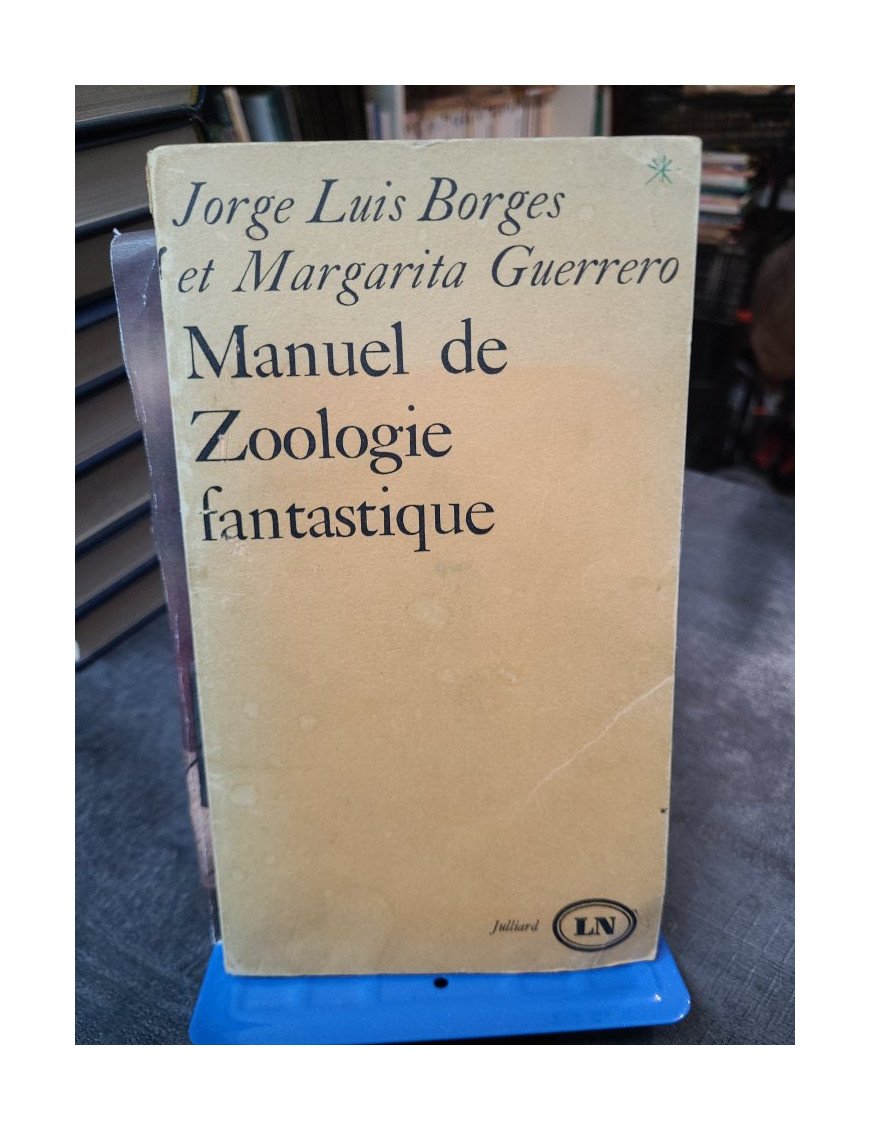 Jorge Luis Borges
et Margarita Guerrero
Manuel de
Zoologie
fantastique
Julliard
LN